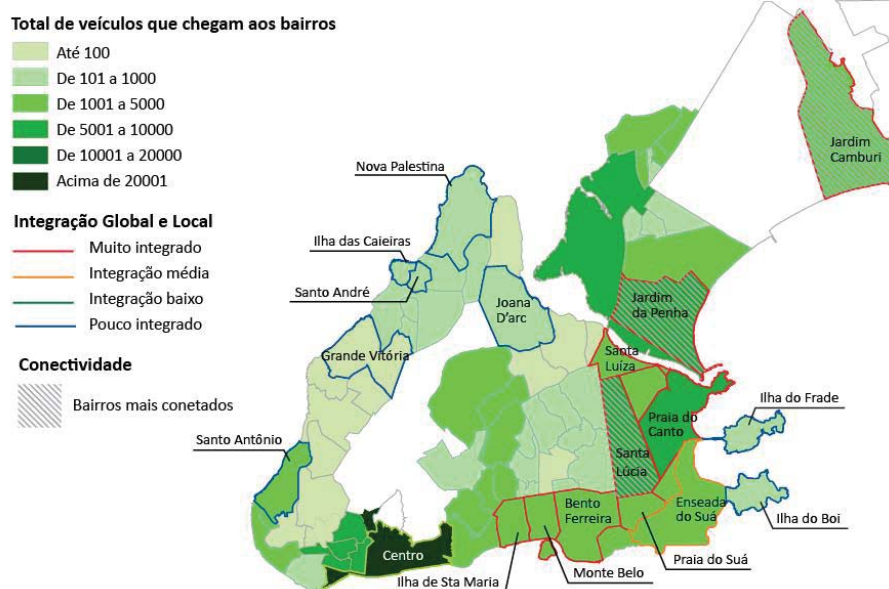 Total de veículos que chegam aos bairros
Até 100
De 101 a 1000
De 1001 a 5000
De 5001 a 10000
De 10001 a 20000
Acima de 20001
Integração Global e Local
Muito integrado
Integração média
Integração baixo
Pouco integrado
Conectividade
Bairros mais conetados
Nova Palestina
Ilha das Caieiras
Santo André
Joana
D'arc
Grande Vitória
Santo Antônio
Centro
Ilha de Sta Maria
Monte Belo
Bento
Ferreira
Praia do Suá
Enseada
do Suá
Santa
Lúcia
Santa
Luíza
Praia do
Canto
Ilha do Frade
Ilha do Boi
Jardim
da Penha
Jardim
Camburi